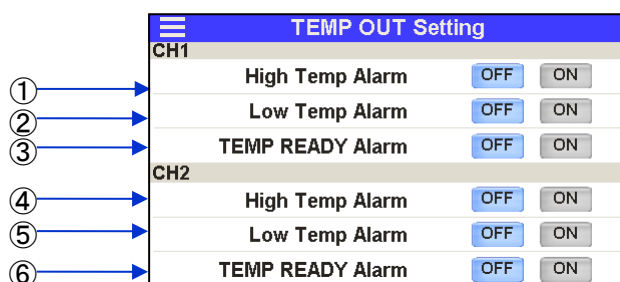 TEMP OUT Setting
CH1
① High Temp Alarm OFF ON
② Low Temp Alarm OFF ON
③ TEMP READY Alarm OFF ON
CH2
④ High Temp Alarm OFF ON
⑤ Low Temp Alarm OFF ON
⑥ TEMP READY Alarm OFF ON